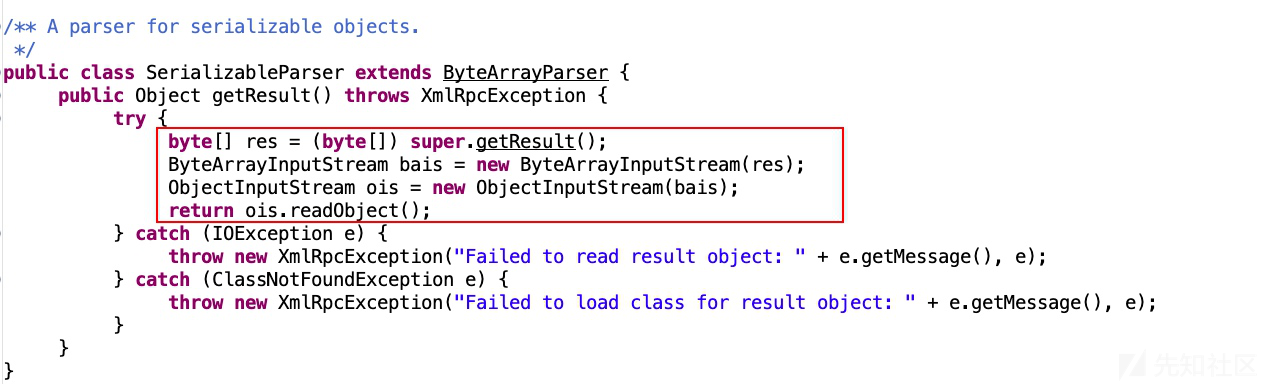 /** A parser for serializable objects.
 */
public class SerializableParser extends ByteArrayParser {
     public Object getResult() throws XmlRpcException {
          try {
               byte[] res = (byte[]) super.getResult();
               ByteArrayInputStream bais = new ByteArrayInputStream(res);
               ObjectInputStream ois = new ObjectInputStream(bais);
               return ois.readObject();
          } catch (IOException e) {
               throw new XmlRpcException("Failed to read result object: " + e.getMessage(), e);
          } catch (ClassNotFoundException e) {
               throw new XmlRpcException("Failed to load class for result object: " + e.getMessage(), e);
          }
     }
}
先知社区